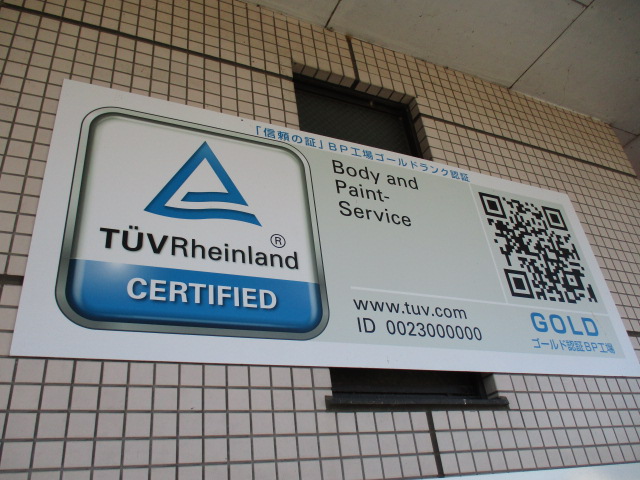 「信頼の証」BP工場ゴールドランク認証
TÜVRheinland®
CERTIFIED
Body and
Paint-
Service
www.tuv.com
ID 0023000000
GOLD
ゴールド認証BP工場